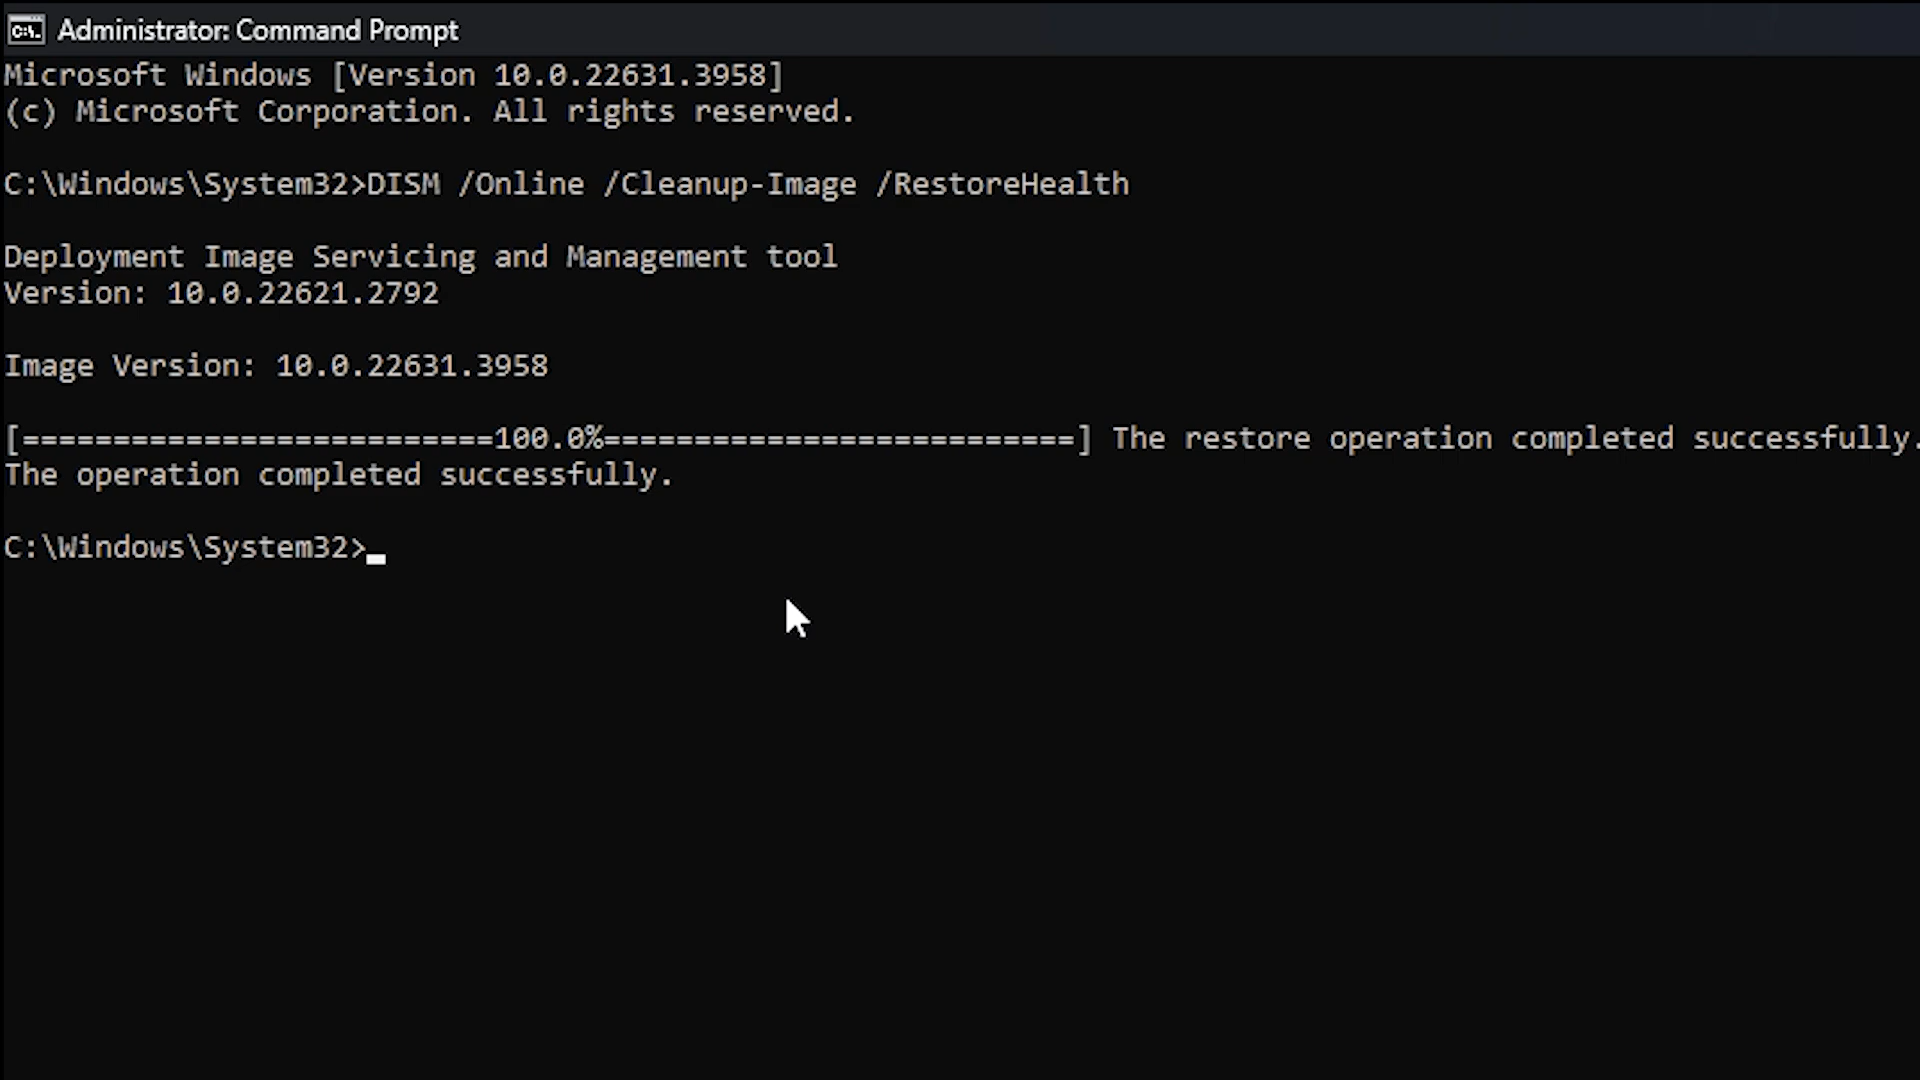 Administrator: Command Prompt
Microsoft Windows [Version 10.0.22631.3958]
(c) Microsoft Corporation. All rights reserved.
C:\Windows\System32>DISM /Online /Cleanup-Image /RestoreHealth
Deployment Image Servicing and Management tool
Version: 10.0.22621.2792
Image Version: 10.0.22631.3958
[==========================100.0%==========================] The restore operation completed successfully.
The operation completed successfully.
C:\Windows\System32>